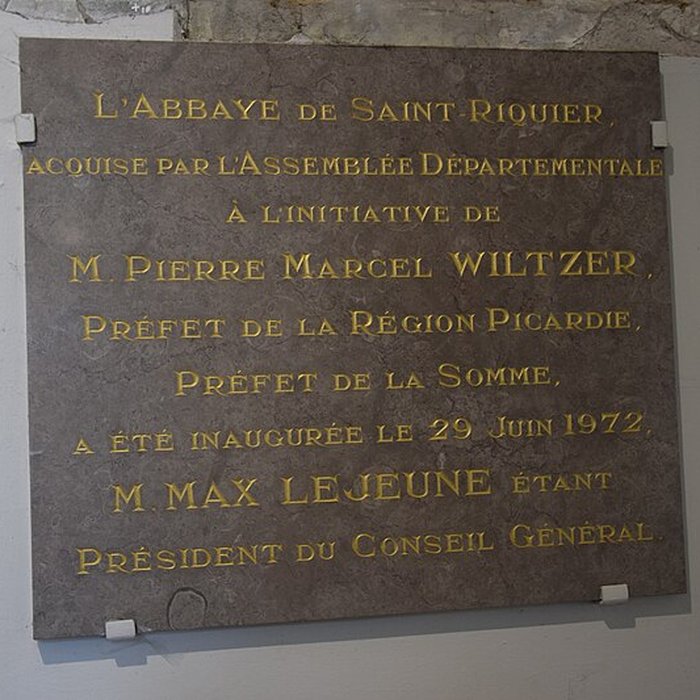 L'ABBAYE DE SAINT-RIQUIER,
ACQUISE PAR L'ASSEMBLÉE DÉPARTEMENTALE
À L'INITIATIVE DE
M. PIERRE MARCEL WILTZER,
PRÉFET DE LA RÉGION PICARDIE,
PRÉFET DE LA SOMME,
A ÉTÉ INAUGURÉE LE 29 JUIN 1972,
M. MAX LEJEUNE ÉTANT
PRÉSIDENT DU CONSEIL GÉNÉRAL.